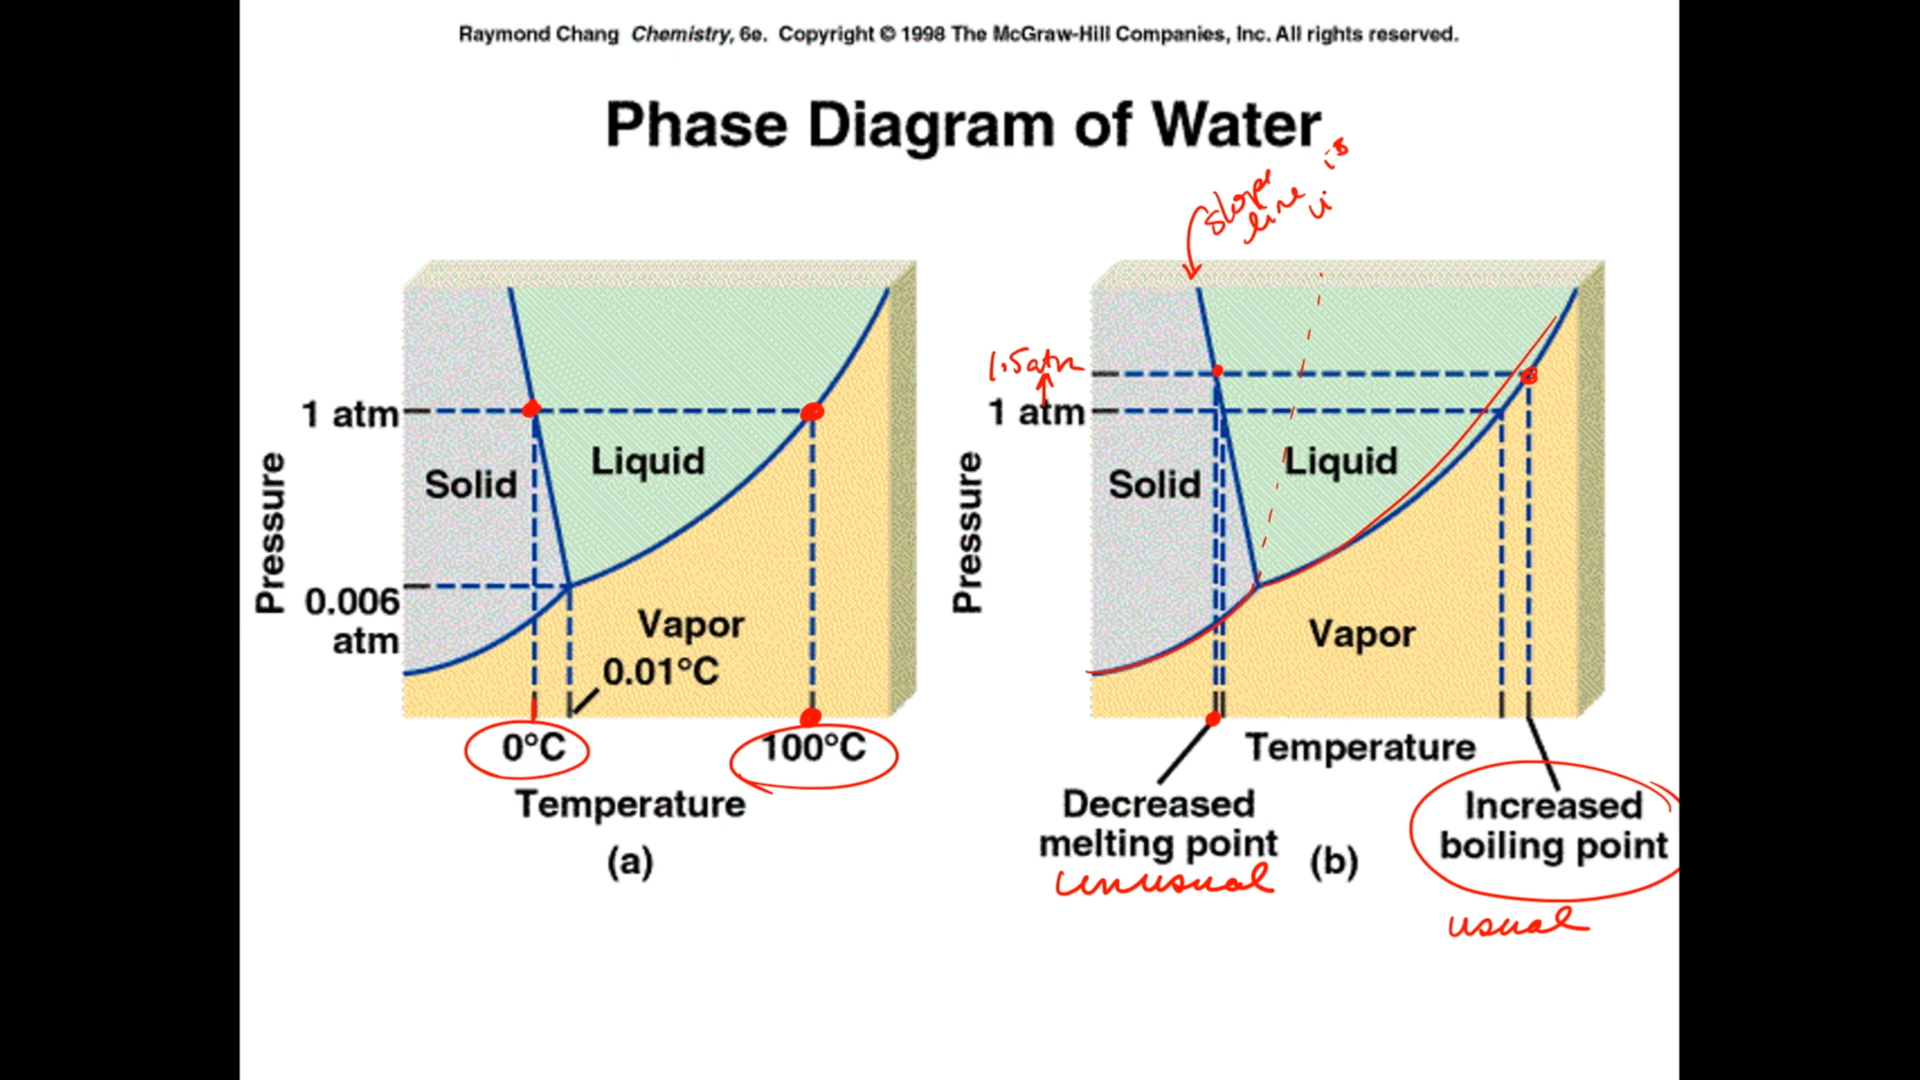 Raymond Chang Chemistry, 6e. Copyright © 1998 The McGraw-Hill Companies, Inc. All rights reserved.
Phase Diagram of Water
1 atm
0.006
atm
Pressure
Solid
Liquid
Vapor
0.01°C
0°C
100°C
Temperature
(a)
slope
line
is
1.5atm
1 atm
Pressure
Solid
Liquid
Vapor
Temperature
Decreased
melting point
unusual
(b)
Increased
boiling point
usual